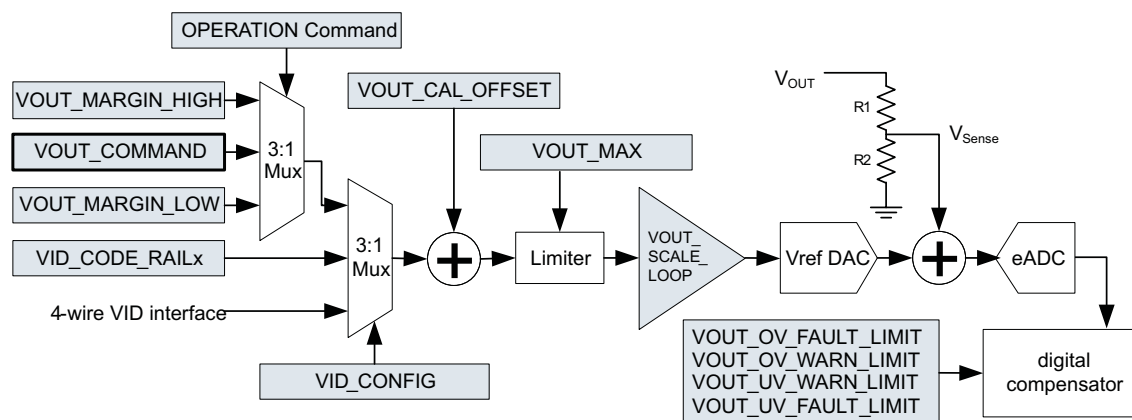 OPERATION Command
VOUT_MARGIN_HIGH
VOUT_COMMAND
VOUT_MARGIN_LOW
3:1
Mux
VOUT_CAL_OFFSET
VOUT_MAX
VOUT
R1
R2
VSense
VID_CODE_RAILx
4-wire VID interface
3:1
Mux
VID_CONFIG
+
Limiter
VOUT_
SCALE_
LOOP
Vref DAC
+
eADC
VOUT_OV_FAULT_LIMIT
VOUT_OV_WARN_LIMIT
VOUT_UV_WARN_LIMIT
VOUT_UV_FAULT_LIMIT
digital
compensator